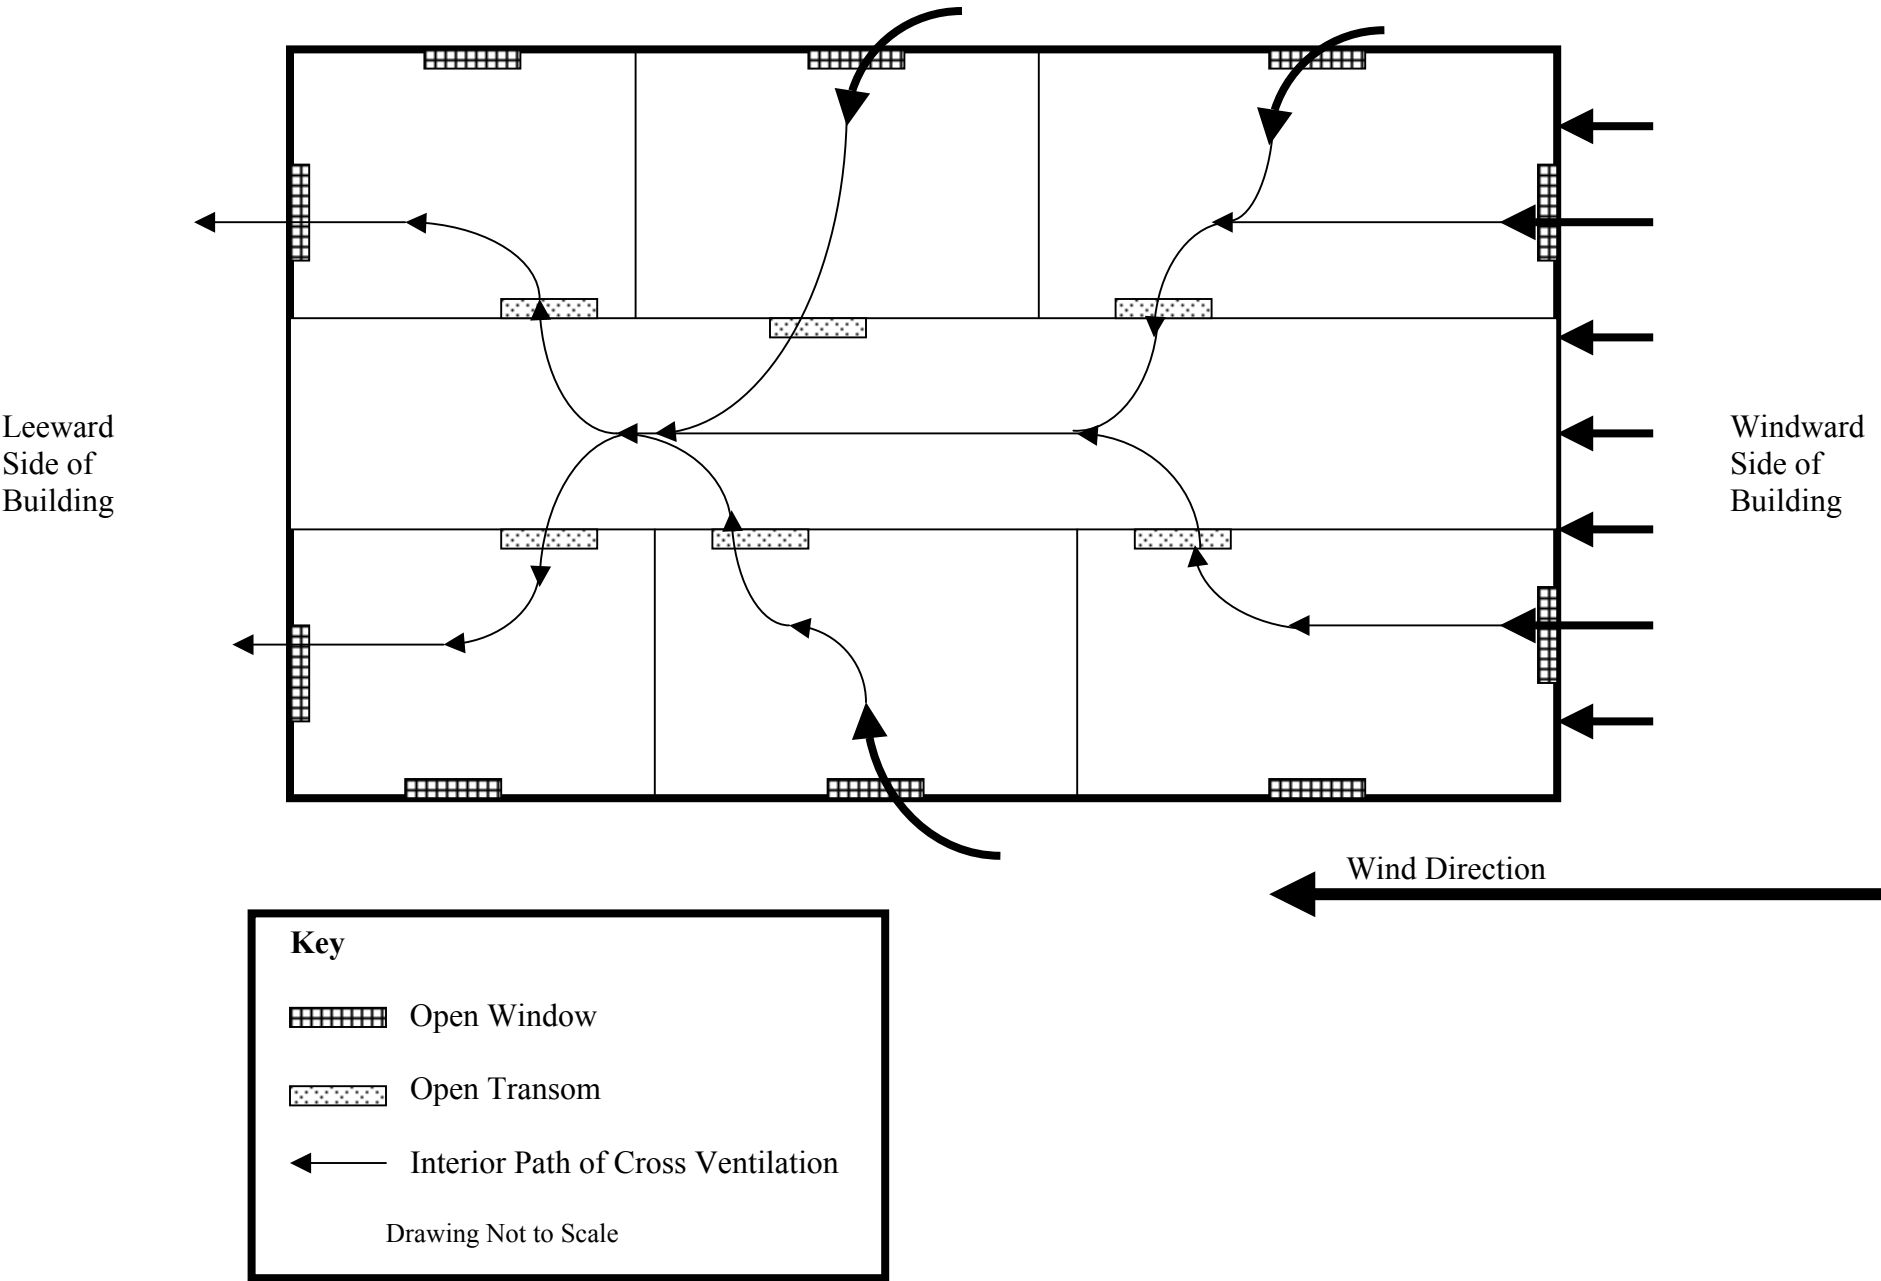 Leeward
Side of
Building
Windward
Side of
Building
Wind Direction
Key
Open Window
Open Transom
Interior Path of Cross Ventilation
Drawing Not to Scale